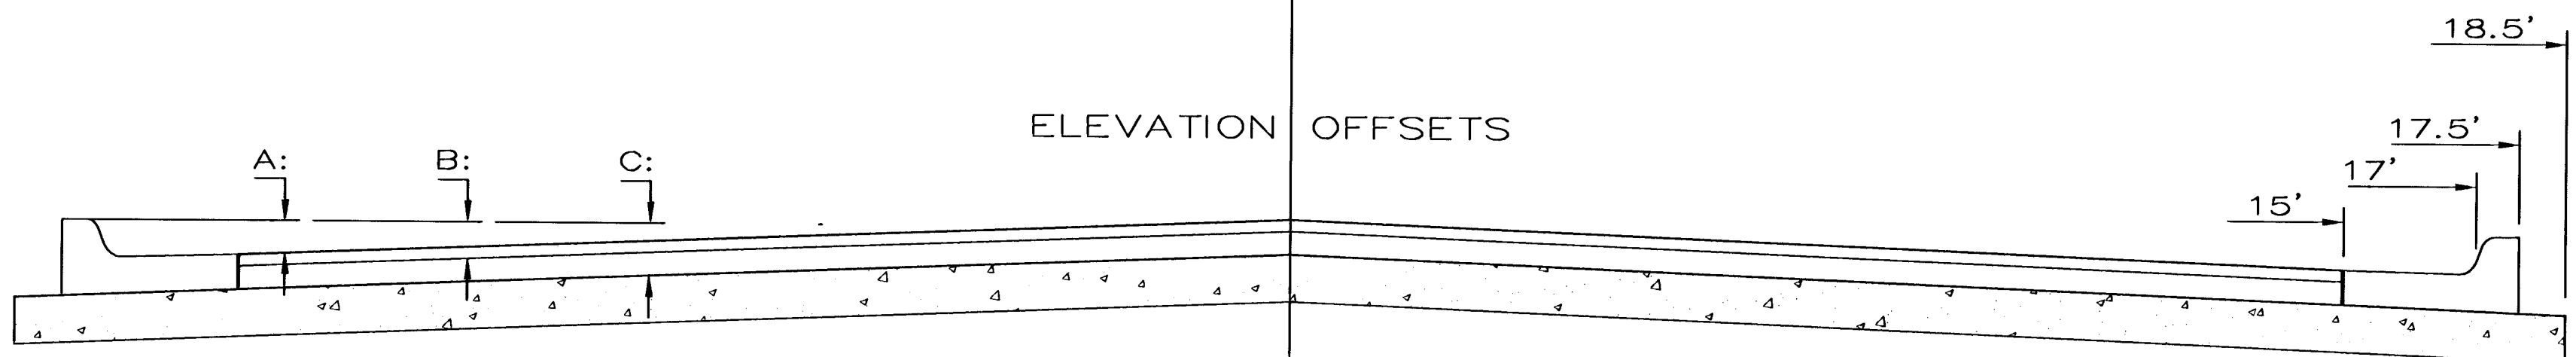 18.5'
ELEVATION OFFSETS
17.5'
A: B: C:
17'
15'